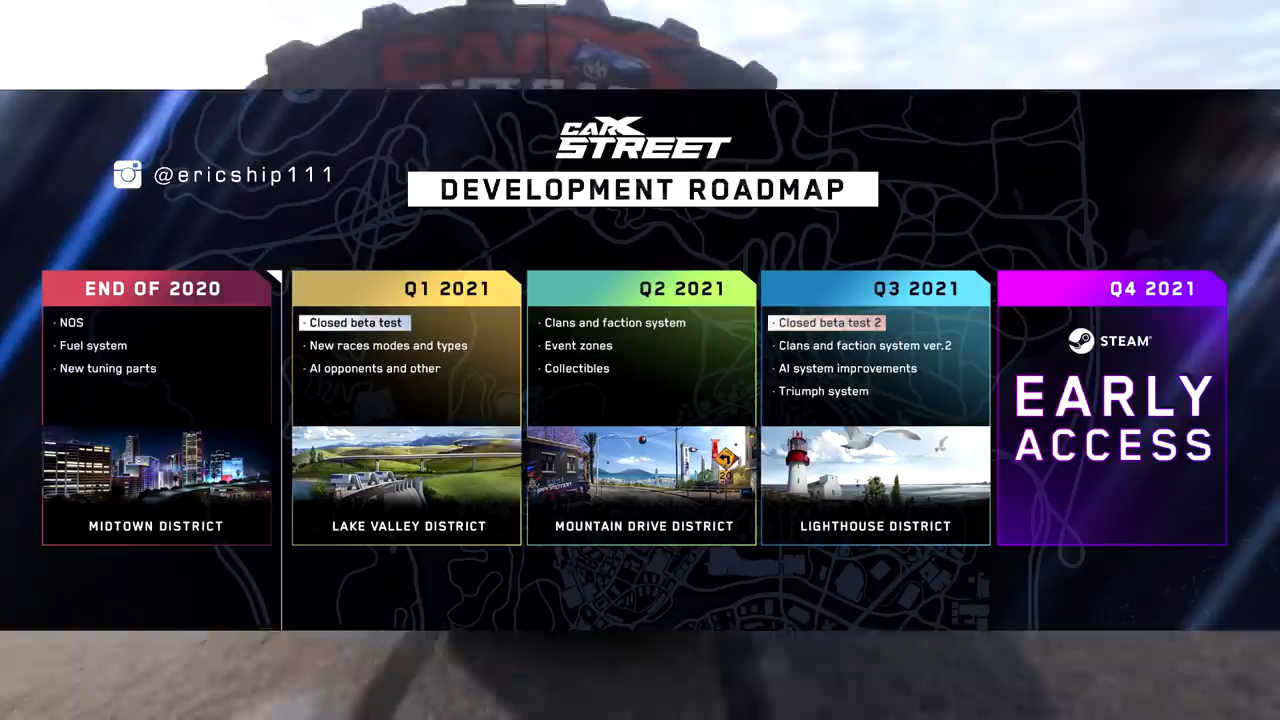 CARX
STREET
@ericship111
DEVELOPMENT ROADMAP
END OF 2020
· NOS
· Fuel system
· New tuning parts
MIDTOWN DISTRICT
Q1 2021
· Closed beta test
· New races modes and types
· AI opponents and other
LAKE VALLEY DISTRICT
Q2 2021
· Clans and faction system
· Event zones
· Collectibles
MOUNTAIN DRIVE DISTRICT
Q3 2021
· Closed beta test 2
· Clans and faction system ver.2
· AI system improvements
· Triumph system
LIGHTHOUSE DISTRICT
Q4 2021
STEAM®
EARLY
ACCESS